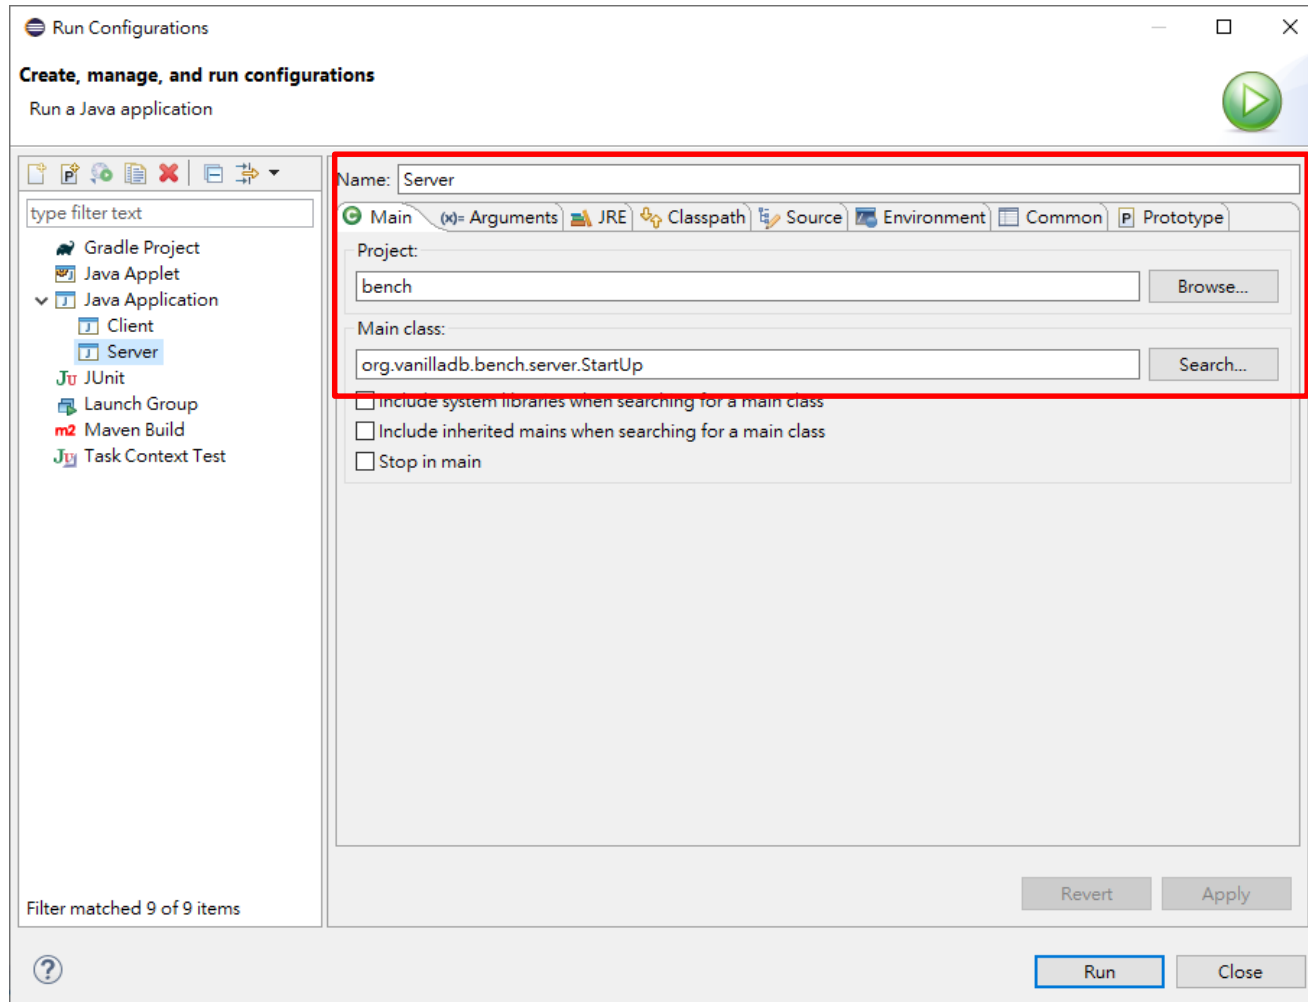 Run Configurations
Create, manage, and run configurations
Run a Java application
type filter text
Gradle Project
Java Applet
Java Application
Client
Server
JUnit
Launch Group
Maven Build
Task Context Test
Filter matched 9 of 9 items
Name: Server
Main (x)= Arguments JRE Classpath Source Environment Common Prototype
Project:
bench Browse...
Main class:
org.vanilladb.bench.server.StartUp Search...
Include system libraries when searching for a main class
Include inherited mains when searching for a main class
Stop in main
Revert Apply
Run Close